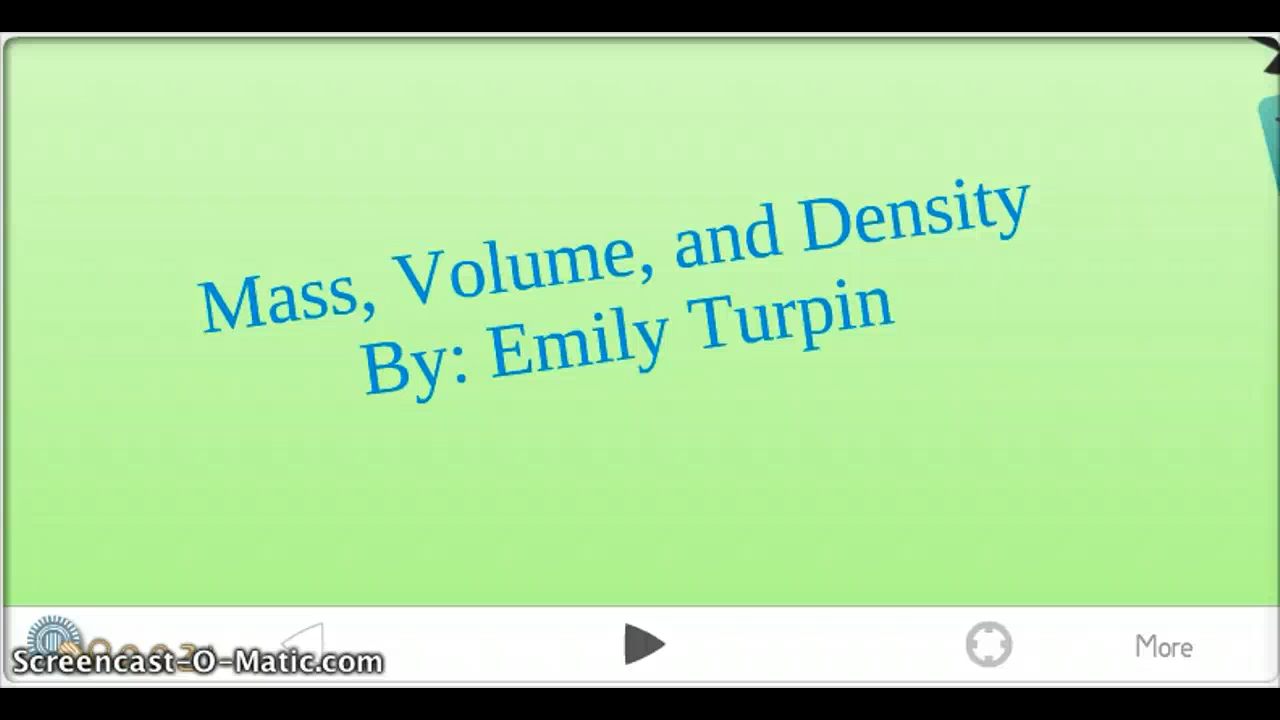 Mass, Volume, and Density
By: Emily Turpin
More
Screencast-O-Matic.com